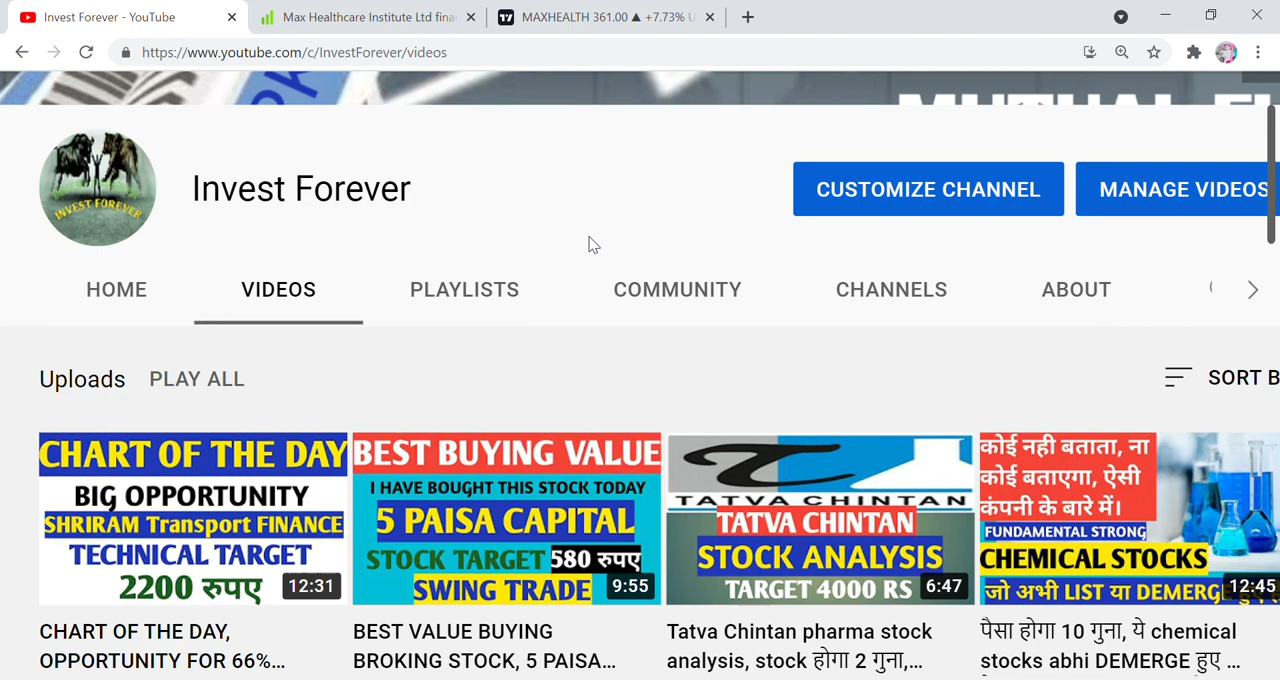 Invest Forever - YouTube
Max Healthcare Institute Ltd fina
MAXHEALTH 361.00 ▲ +7.73% U
https://www.youtube.com/c/InvestForever/videos
INVEST FOREVER
Invest Forever
CUSTOMIZE CHANNEL
MANAGE VIDEOS
HOME
VIDEOS
PLAYLISTS
COMMUNITY
CHANNELS
ABOUT
Uploads
PLAY ALL
SORT B
CHART OF THE DAY
BIG OPPORTUNITY
SHRIRAM Transport FINANCE
TECHNICAL TARGET
2200 रुपए
12:31
BEST BUYING VALUE
I HAVE BOUGHT THIS STOCK TODAY
5 PAISA CAPITAL
STOCK TARGET 580 रुपए
SWING TRADE
9:55
TATVA CHINTAN
TATVA CHINTAN
STOCK ANALYSIS
TARGET 4000 RS
6:47
कोई नही बताता, ना
कोई बताएगा, ऐसी
कंपनी के बारे में।
FUNDAMENTAL STRONG
CHEMICAL STOCKS
जो अभी LIST या DEMERG
12:45
CHART OF THE DAY,
OPPORTUNITY FOR 66%...
BEST VALUE BUYING
BROKING STOCK, 5 PAISA...
Tatva Chintan pharma stock
analysis, stock होगा 2 गुना,...
पैसा होगा 10 गुना, ये chemical
stocks abhi DEMERGE हुए ...